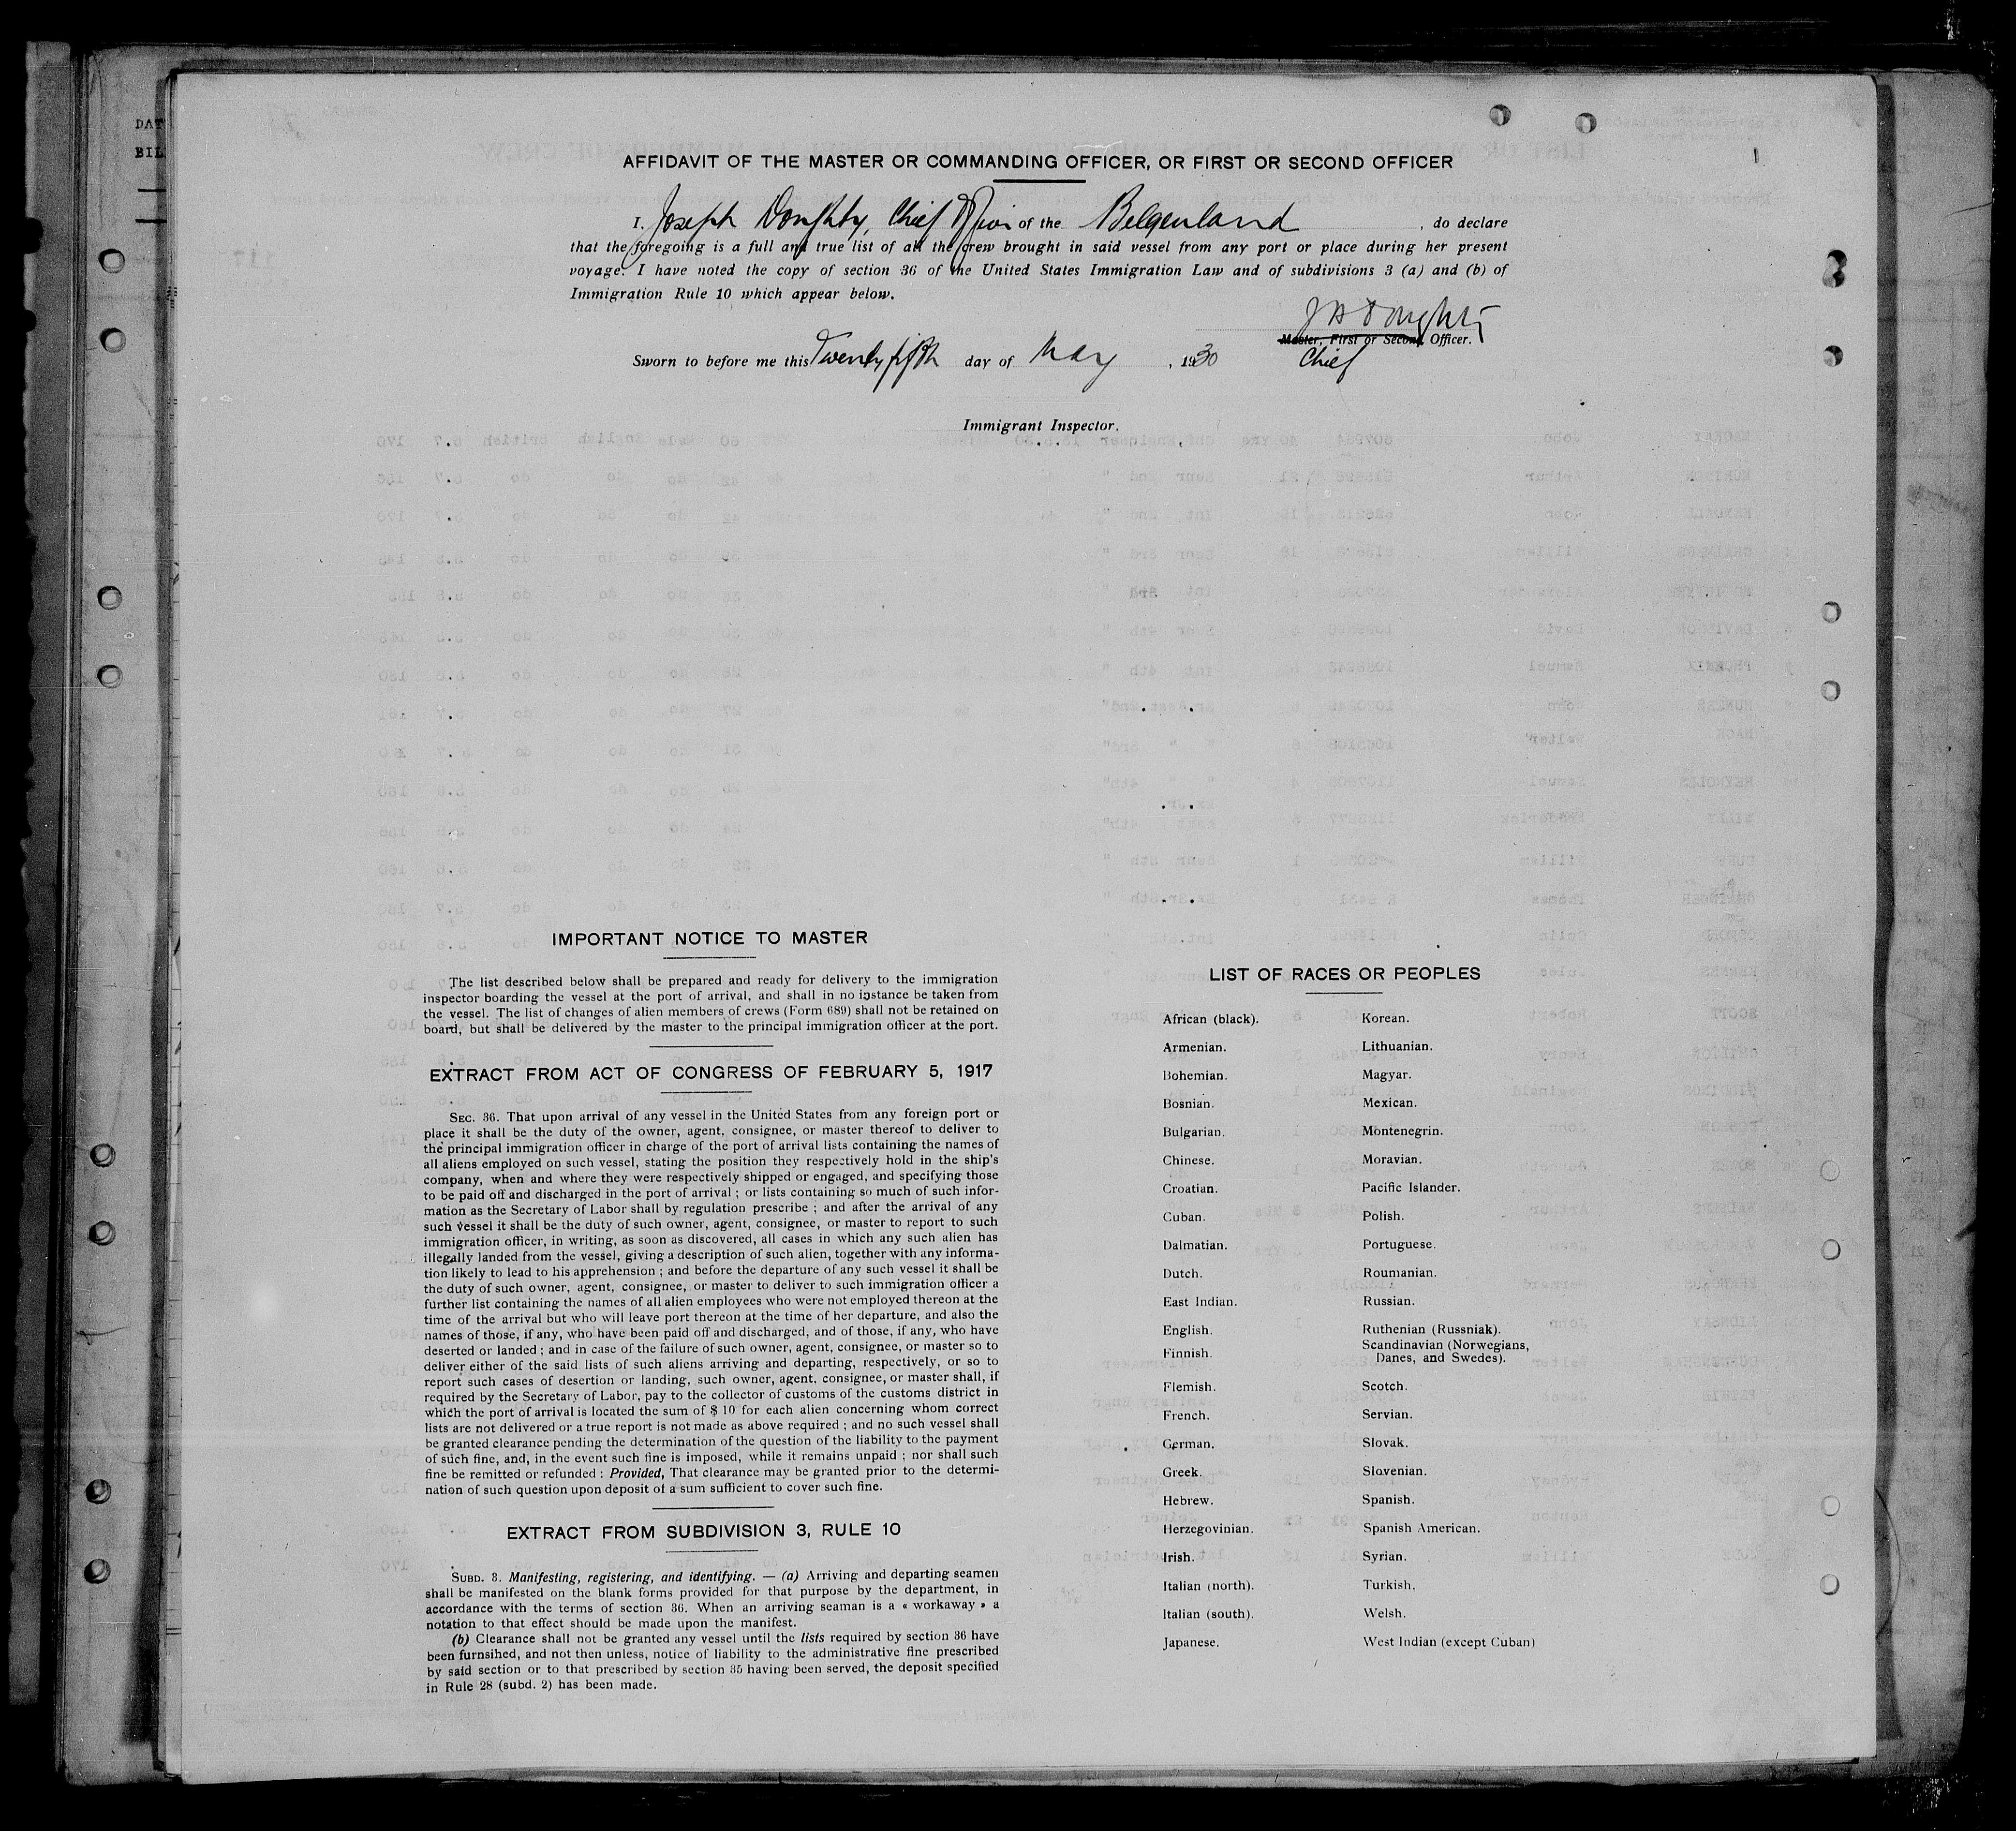 DAT
BIL
AFFIDAVIT OF THE MASTER OR COMMANDING OFFICER, OR FIRST OR SECOND OFFICER
I, Joseph Doughty, Chief Officer of the Belgenland, do declare
that the foregoing is a full and true list of all the crew brought in said vessel from any port or place during her present
voyage. I have noted the copy of section 36 of the United States Immigration Law and of subdivisions 3 (a) and (b) of
Immigration Rule 10 which appear below.
J H Doughty
Master, First or Second Officer.
Chief
Sworn to before me this Twenty fifth day of May, 1930
Immigrant Inspector.
IMPORTANT NOTICE TO MASTER
The list described below shall be prepared and ready for delivery to the immigration
inspector boarding the vessel at the port of arrival, and shall in no instance be taken from
the vessel. The list of changes of alien members of crews (Form 689) shall not be retained on
board, but shall be delivered by the master to the principal immigration officer at the port.
EXTRACT FROM ACT OF CONGRESS OF FEBRUARY 5, 1917
SEC. 36. That upon arrival of any vessel in the United States from any foreign port or
place it shall be the duty of the owner, agent, consignee, or master thereof to deliver to
the principal immigration officer in charge of the port of arrival lists containing the names of
all aliens employed on such vessel, stating the position they respectively hold in the ship's
company, when and where they were respectively shipped or engaged, and specifying those
to be paid off and discharged in the port of arrival ; or lists containing so much of such infor-
mation as the Secretary of Labor shall by regulation prescribe ; and after the arrival of any
such vessel it shall be the duty of such owner, agent, consignee, or master to report to such
immigration officer, in writing, as soon as discovered, all cases in which any such alien has
illegally landed from the vessel, giving a description of such alien, together with any informa-
tion likely to lead to his apprehension ; and before the departure of any such vessel it shall be
the duty of such owner, agent, consignee, or master to deliver to such immigration officer a
further list containing the names of all alien employees who were not employed thereon at the
time of the arrival but who will leave port thereon at the time of her departure, and also the
names of those, if any, who have been paid off and discharged, and of those, if any, who have
deserted or landed ; and in case of the failure of such owner, agent, consignee, or master so to
deliver either of the said lists of such aliens arriving and departing, respectively, or so to
report such cases of desertion or landing, such owner, agent, consignee, or master shall, if
required by the Secretary of Labor, pay to the collector of customs of the customs district in
which the port of arrival is located the sum of $ 10 for each alien concerning whom correct
lists are not delivered or a true report is not made as above required ; and no such vessel shall
be granted clearance pending the determination of the question of the liability to the payment
of such fine, and, in the event such fine is imposed, while it remains unpaid ; nor shall such
fine be remitted or refunded : Provided, That clearance may be granted prior to the determi-
nation of such question upon deposit of a sum sufficient to cover such fine.
EXTRACT FROM SUBDIVISION 3, RULE 10
SUBD. 3. Manifesting, registering, and identifying. — (a) Arriving and departing seamen
shall be manifested on the blank forms provided for that purpose by the department, in
accordance with the terms of section 36. When an arriving seaman is a « workaway » a
notation to that effect should be made upon the manifest.
(b) Clearance shall not be granted any vessel until the lists required by section 36 have
been furnsihed, and not then unless, notice of liability to the administrative fine prescribed
by said section or to that prescribed by section 35 having been served, the deposit specified
in Rule 28 (subd. 2) has been made.
LIST OF RACES OR PEOPLES
African (black).
Armenian.
Bohemian.
Bosnian.
Bulgarian.
Chinese.
Croatian.
Cuban.
Dalmatian.
Dutch.
East Indian.
English.
Finnish.
Flemish.
French.
German.
Greek.
Hebrew.
Herzegovinian.
Irish.
Italian (north).
Italian (south).
Japanese.
Korean.
Lithuanian.
Magyar.
Mexican.
Montenegrin.
Moravian.
Pacific Islander.
Polish.
Portuguese.
Roumanian.
Russian.
Ruthenian (Russniak).
Scandinavian (Norwegians,
Danes, and Swedes).
Scotch.
Servian.
Slovak.
Slovenian.
Spanish.
Spanish American.
Syrian.
Turkish.
Welsh.
West Indian (except Cuban)